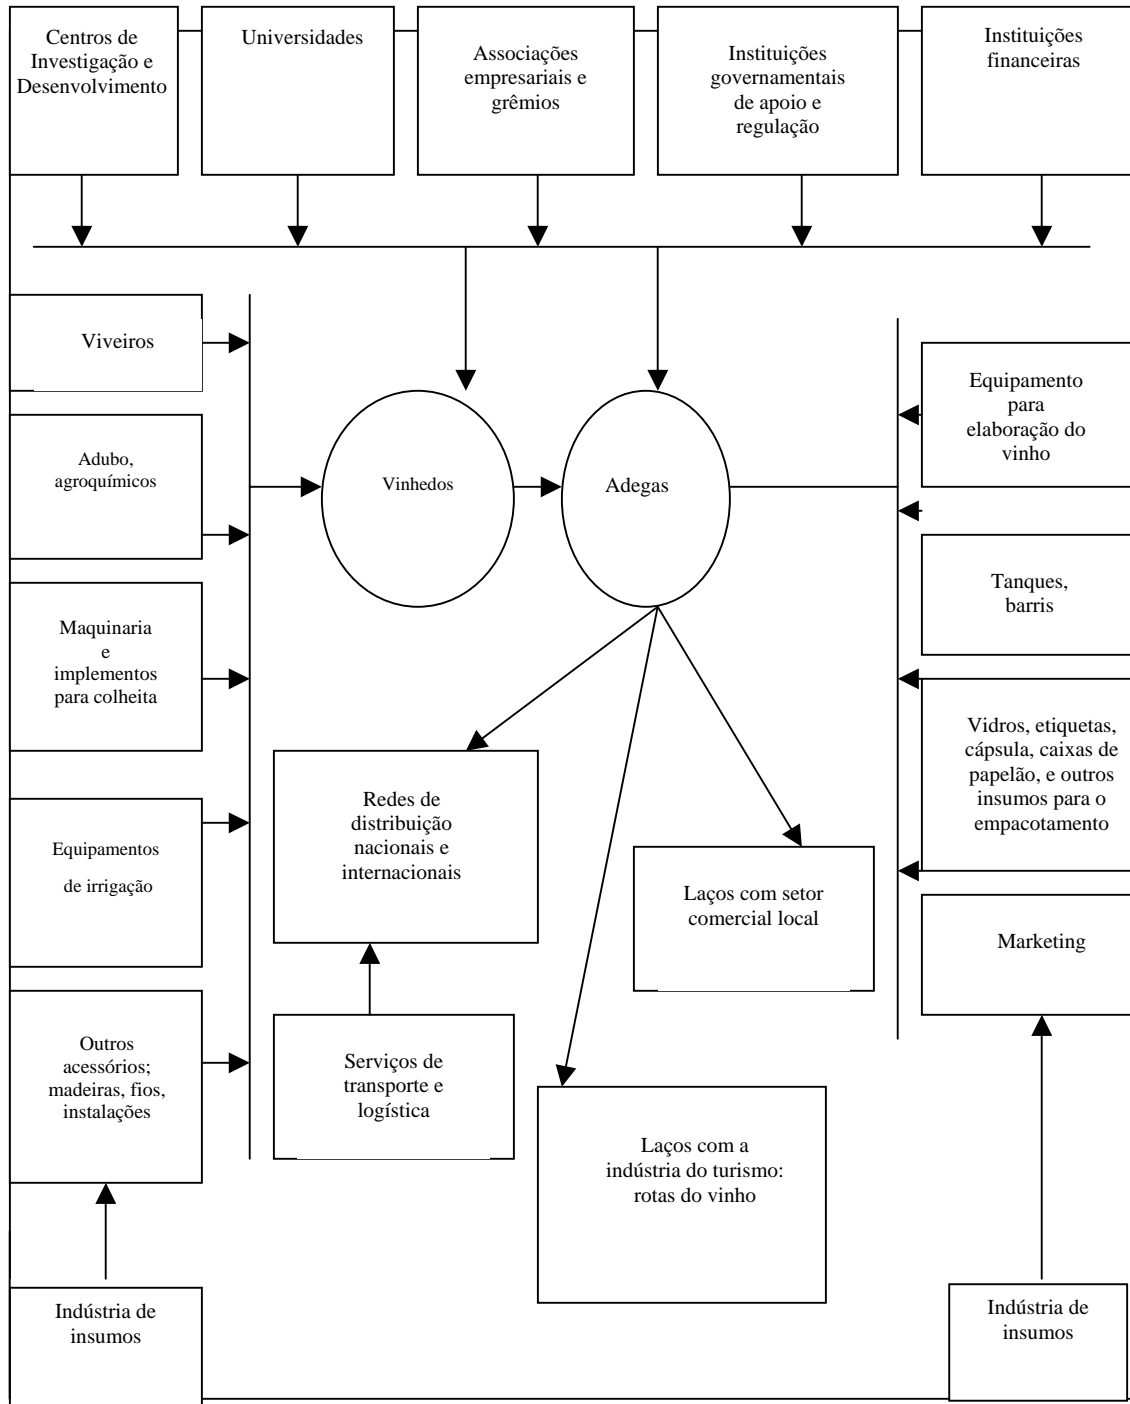 Centros de
Investigação e
Desenvolvimento
Universidades
Associações
empresariais e
grêmios
Instituições
governamentais
de apoio e
regulação
Instituições
financeiras
Viveiros
Adubo,
agroquímicos
Maquinaria
e
implementos
para colheita
Equipamentos
de irrigação
Outros
acessórios;
madeiras, fios,
instalações
Indústria de
insumos
Vinhedos
Adegas
Redes de
distribuição
nacionais e
internacionais
Serviços de
transporte e
logística
Laços com setor
comercial local
Laços com a
indústria do turismo:
rotas do vinho
Equipamento
para
elaboração do
vinho
Tanques,
barris
Vidros, etiquetas,
cápsula, caixas de
papelão, e outros
insumos para o
empacotamento
Marketing
Indústria de
insumos